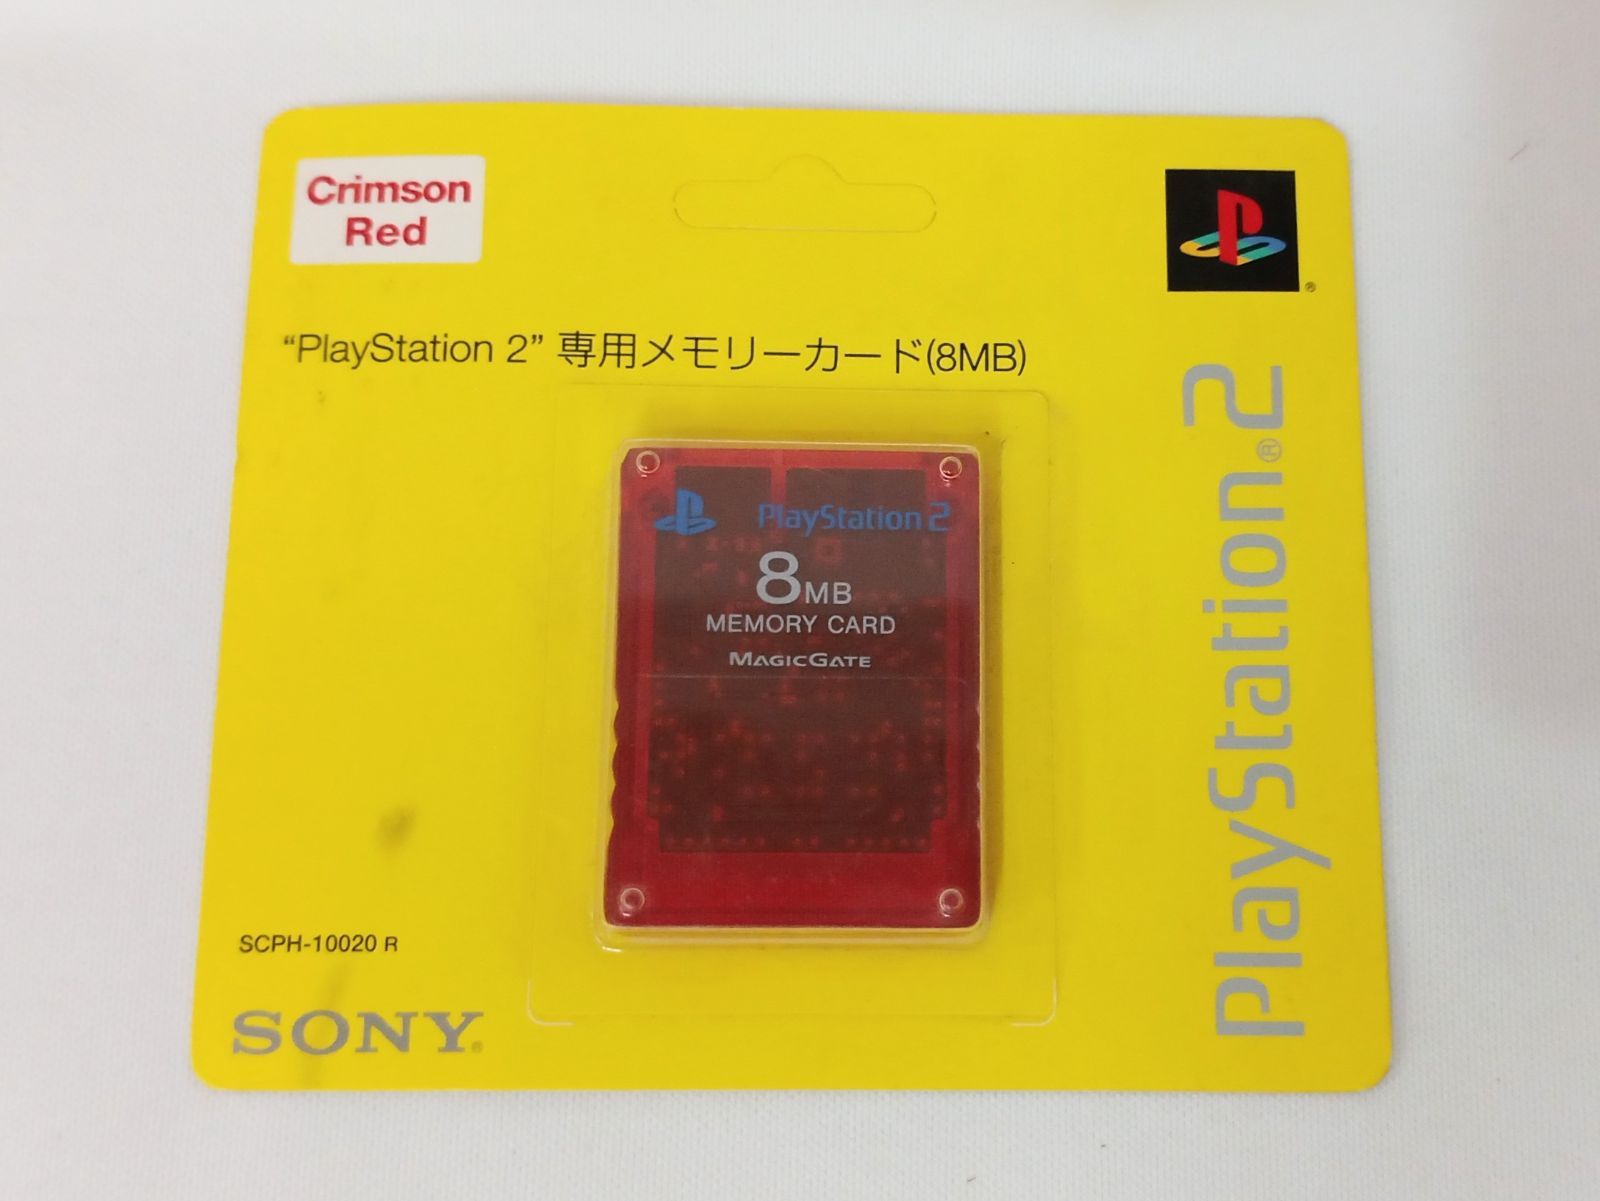 Crimson
Red
“PlayStation 2” 専用メモリーカード(8MB)
PlayStation 2
8MB
MEMORY CARD
MAGICGATE
SCPH-10020 R
SONY®
®
PlayStation®2